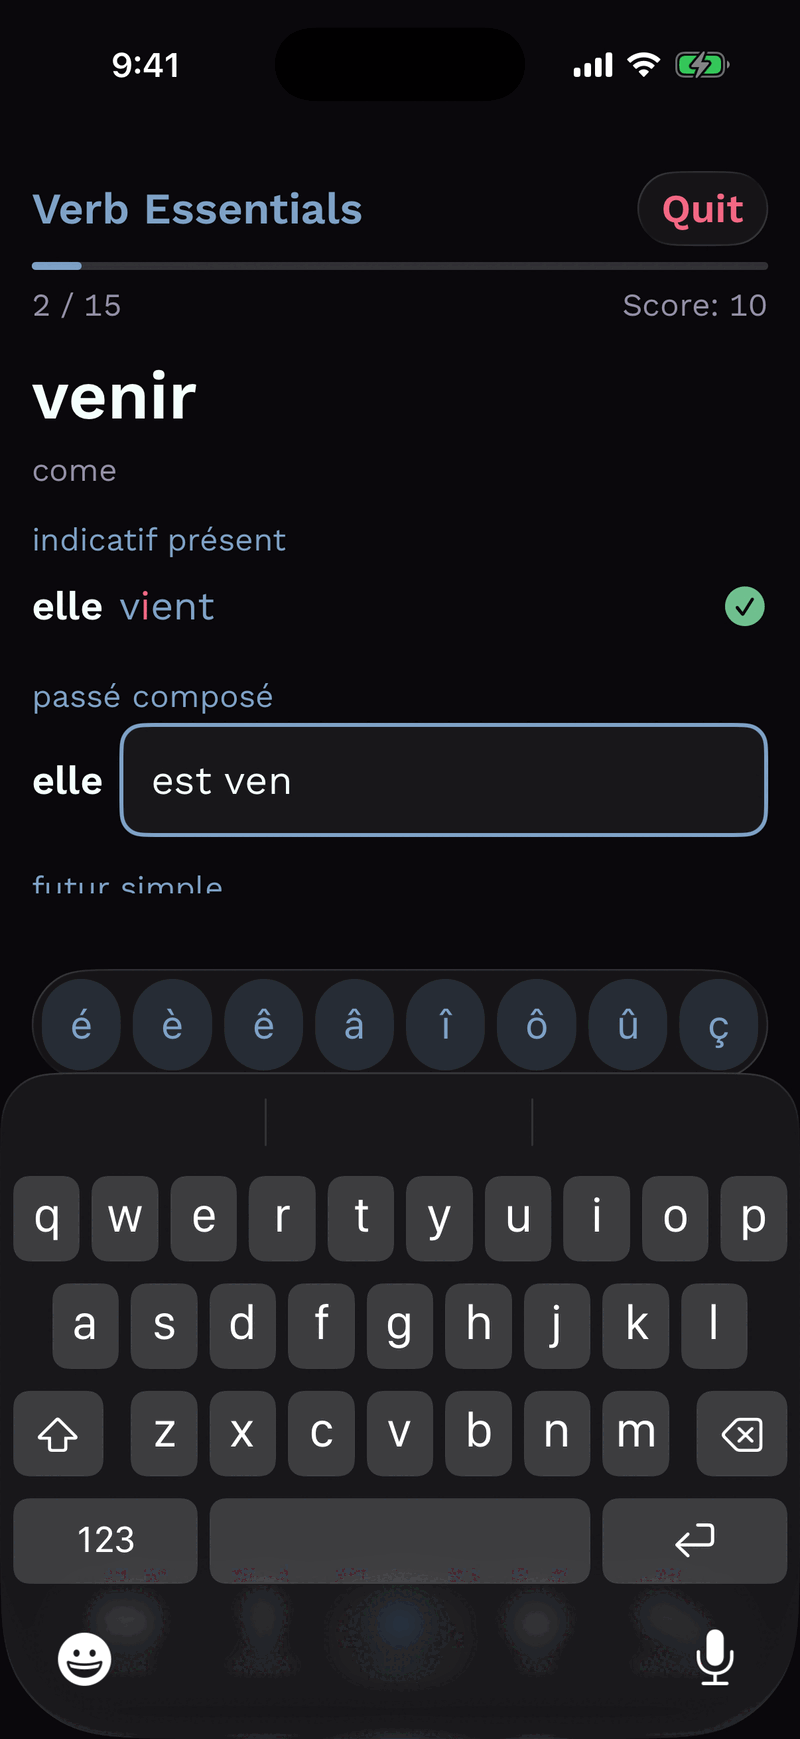 9:41
Verb Essentials
Quit
2 / 15
Score: 10
venir
come
indicatif présent
elle vient
passé composé
elle est ven
futur simple
é è ê â î ô û ç
q w e r t y u i o p
a s d f g h j k l
z x c v b n m
123